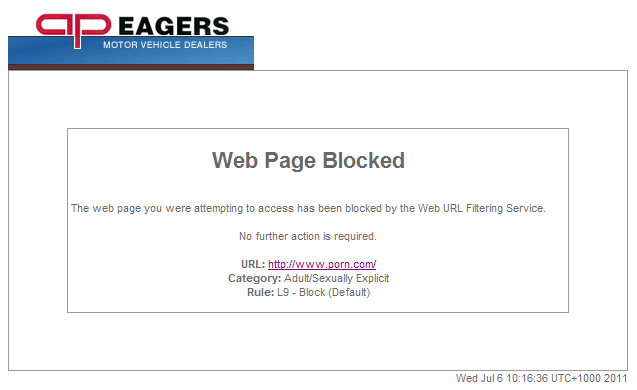 AP EAGERS
MOTOR VEHICLE DEALERS
Web Page Blocked
The web page you were attempting to access has been blocked by the Web URL Filtering Service.
No further action is required.
URL: http://www.porn.com/
Category: Adult/Sexually Explicit
Rule: L9 - Block (Default)
Wed Jul 6 10:16:36 UTC+1000 2011